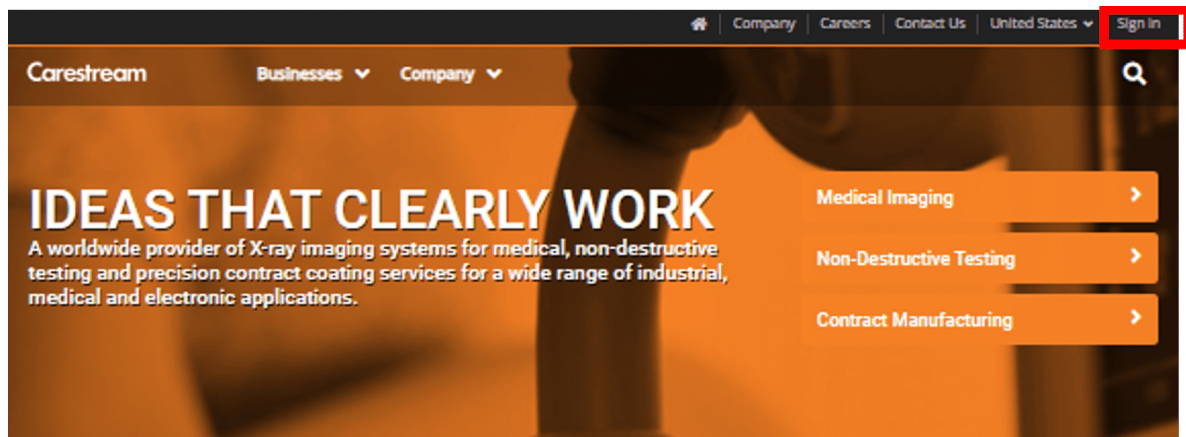 Company Careers Contact Us United States Sign In
Carestream Businesses Company
IDEAS THAT CLEARLY WORK
A worldwide provider of X-ray imaging systems for medical, non-destructive
testing and precision contract coating services for a wide range of industrial,
medical and electronic applications.
Medical Imaging
Non-Destructive Testing
Contract Manufacturing